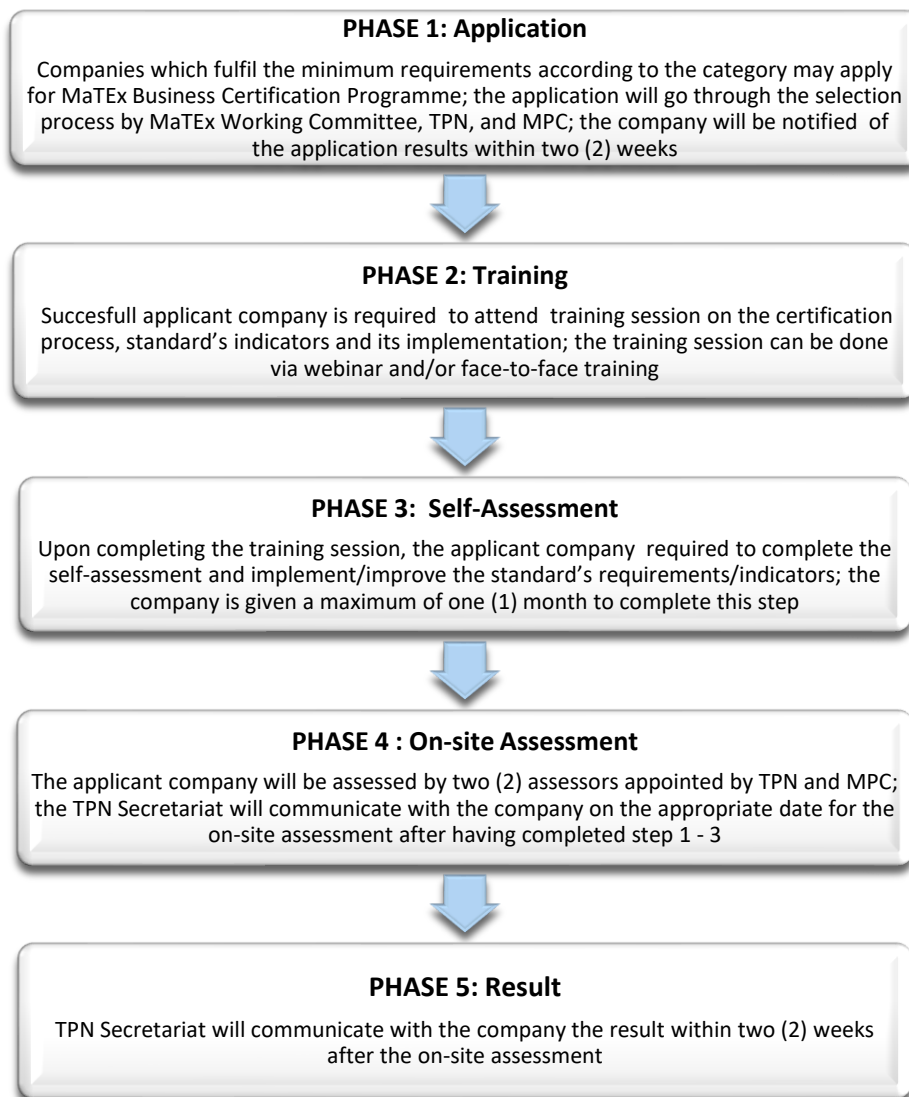 PHASE 1: Application
Companies which fulfil the minimum requirements according to the category may apply
for MaTEx Business Certification Programme; the application will go through the selection
process by MaTEx Working Committee, TPN, and MPC; the company will be notified of
the application results within two (2) weeks
PHASE 2: Training
Succesfull applicant company is required to attend training session on the certification
process, standard’s indicators and its implementation; the training session can be done
via webinar and/or face-to-face training
PHASE 3: Self-Assessment
Upon completing the training session, the applicant company required to complete the
self-assessment and implement/improve the standard’s requirements/indicators; the
company is given a maximum of one (1) month to complete this step
PHASE 4 : On-site Assessment
The applicant company will be assessed by two (2) assessors appointed by TPN and MPC;
the TPN Secretariat will communicate with the company on the appropriate date for the
on-site assessment after having completed step 1 - 3
PHASE 5: Result
TPN Secretariat will communicate with the company the result within two (2) weeks
after the on-site assessment